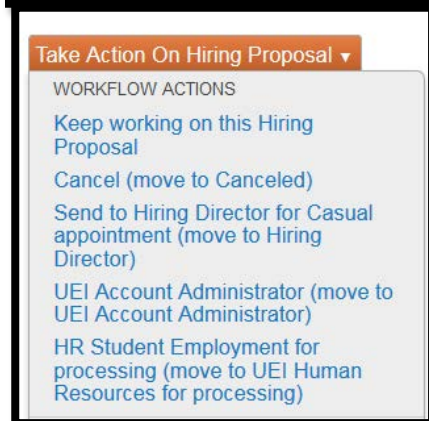 Take Action On Hiring Proposal ▾
WORKFLOW ACTIONS
Keep working on this Hiring
Proposal
Cancel (move to Canceled)
Send to Hiring Director for Casual
appointment (move to Hiring
Director)
UEI Account Administrator (move to
UEI Account Administrator)
HR Student Employment for
processing (move to UEI Human
Resources for processing)